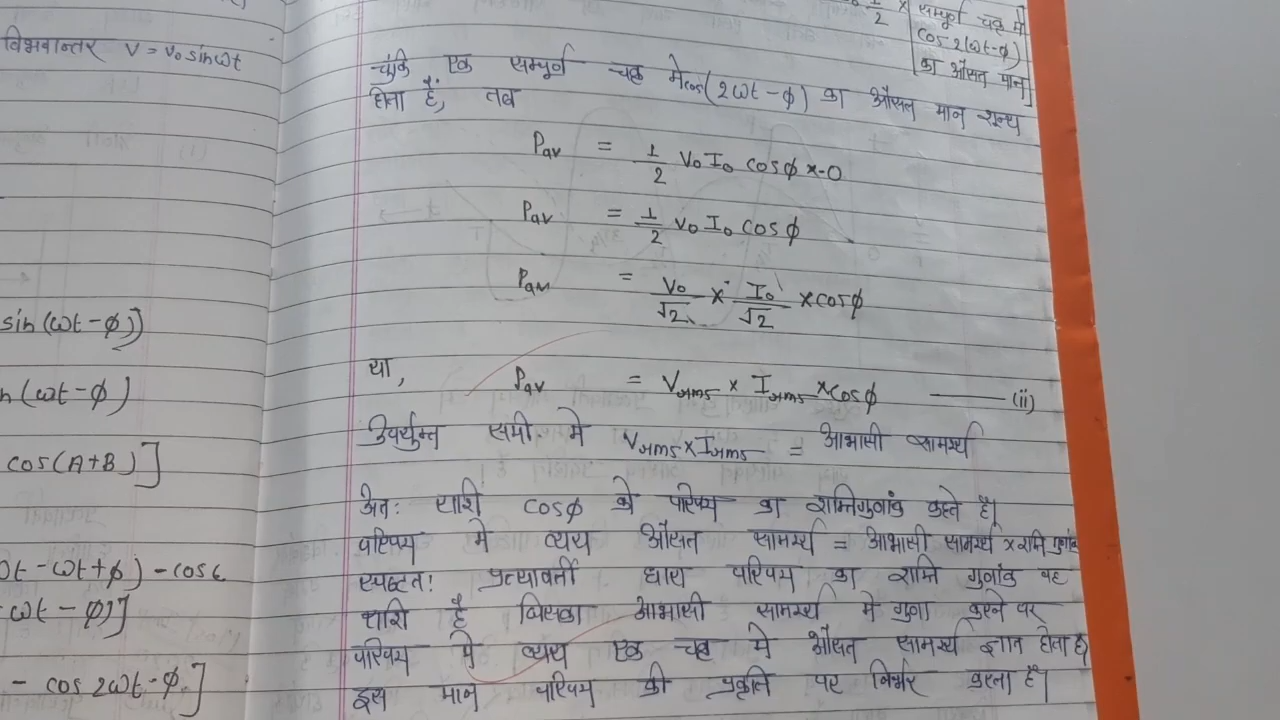 विभवान्तर V = V₀ sinωt
sin(ωt - ϕ)]
(ωt - ϕ)
cos(A+B)]
t - ωt + ϕ) - cos
ωt - ϕ)]
- cos 2ωt - ϕ]
1/2 × [सम्पूर्ण चक्र में
cos 2(ωt-ϕ)
का औसत मान]
चूंकि एक सम्पूर्ण चक्र में cos(2ωt - ϕ) का औसत मान शून्य
होता है, तब
Pav = 1/2 V₀ I₀ cosϕ x-0
Pav = 1/2 V₀ I₀ cosϕ
Pav = V₀/√2 × I₀/√2 × cosϕ
या, Pav = Vrms × Irms × cosϕ —— (ii)
उपर्युक्त समी. में Vrms × Irms = आभासी सामर्थ्य
अत: राशि cosϕ को परिपथ का शक्तिगुणांक कहते हैं।
परिपथ में व्यय औसत सामर्थ्य = आभासी सामर्थ्य × शक्ति गुणांक
स्पष्टत: प्रत्यावर्ती धारा परिपथ का शक्ति गुणांक वह
राशि है जिसका आभासी सामर्थ्य में गुणा करने पर
परिपथ में व्यय एक चक्र में औसत सामर्थ्य ज्ञात होता है
इस मान परिपथ की प्रकृति पर निर्भर करता है।